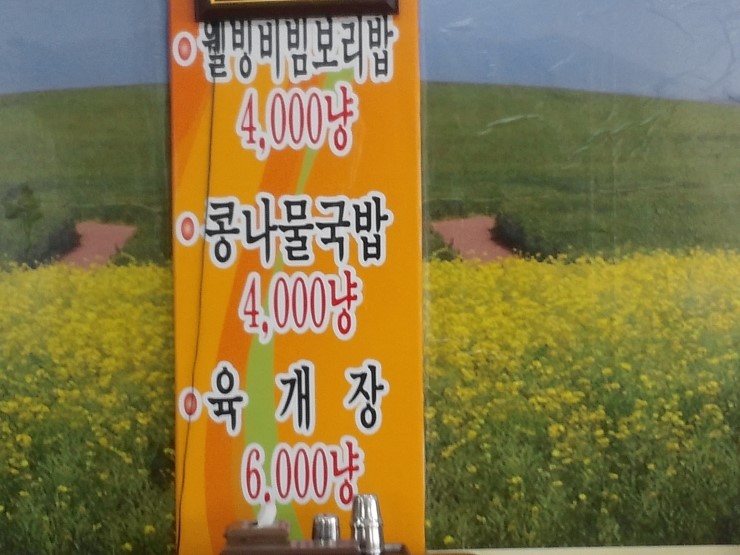 웰빙비빔보리밥
4,000냥
콩나물국밥
4,000냥
육개장
6,000냥